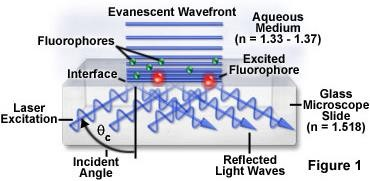 Evanescent Wavefront
Aqueous
Medium
(n = 1.33 - 1.37)
Fluorophores
Excited
Fluorophore
Interface
Glass
Microscope
Slide
(n = 1.518)
Laser
Excitation
θc
Incident
Angle
Reflected
Light Waves
Figure 1